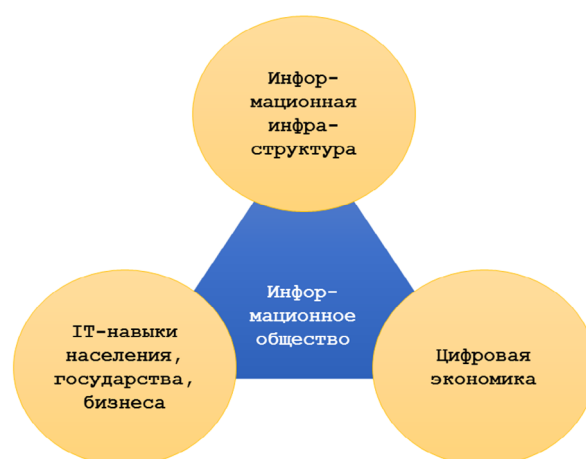 Инфор-
мационная
инфра-
структура
Инфор-
мационное
общество
IT-навыки
населения,
государства,
бизнеса
Цифровая
экономика